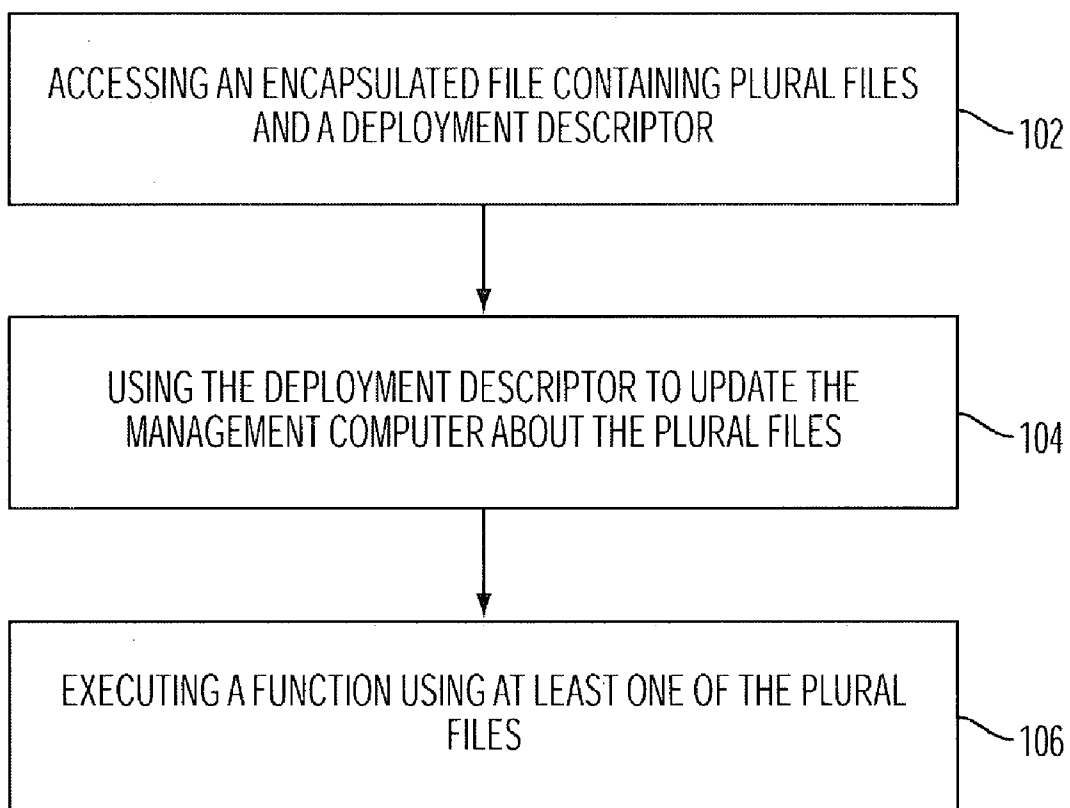 ACCESSING AN ENCAPSULATED FILE CONTAINING PLURAL FILES
AND A DEPLOYMENT DESCRIPTOR
102
USING THE DEPLOYMENT DESCRIPTOR TO UPDATE THE
MANAGEMENT COMPUTER ABOUT THE PLURAL FILES
104
EXECUTING A FUNCTION USING AT LEAST ONE OF THE PLURAL
FILES
106